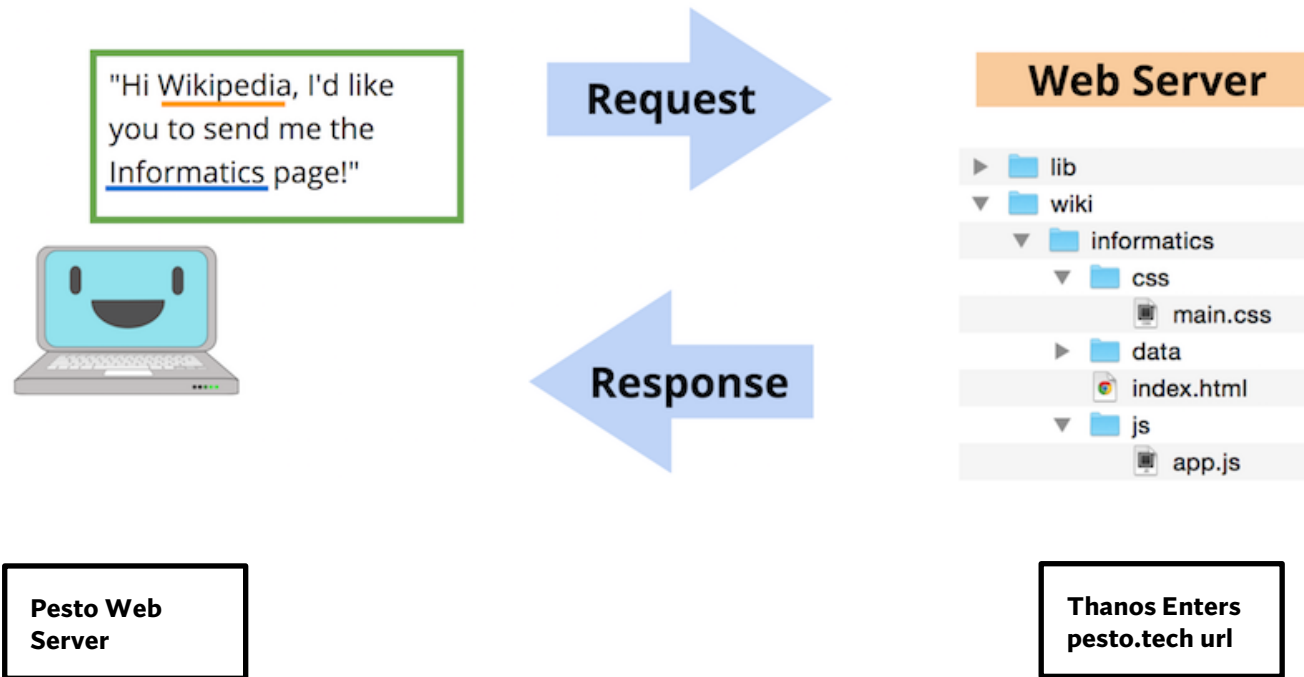 "Hi Wikipedia, I'd like
you to send me the
Informatics page!"
Request
Response
Web Server
lib
wiki
informatics
css
main.css
data
index.html
js
app.js
Pesto Web
Server
Thanos Enters
pesto.tech url